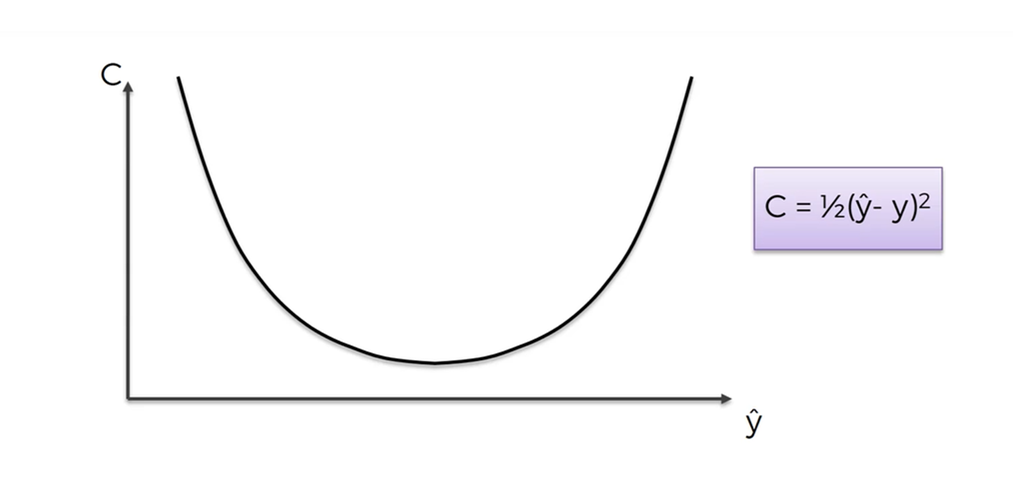 C
C = ½(ŷ- y)²
ŷ